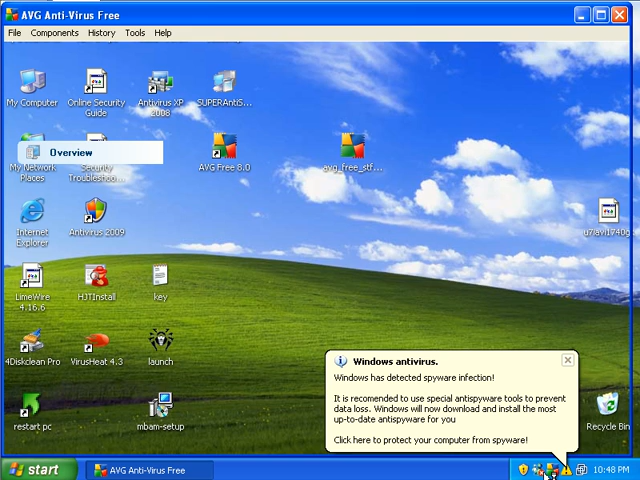 AVG Anti-Virus Free
File Components History Tools Help
My Computer
Online Security Guide
Antivirus XP 2008
SUPERAntiS...
Overview
My Network Places
Security Troubleshoo...
AVG Free 8.0
avg_free_stf...
Internet Explorer
Antivirus 2009
u7iavi1740g
LimeWire 4.16.6
HJTInstall
key
4Diskclean Pro
VirusHeat 4.3
launch
restart pc
mbam-setup
Recycle Bin
Windows antivirus.
Windows has detected spyware infection!
It is recomended to use special antispyware tools to prevent
data loss. Windows will now download and install the most
up-to-date antispyware for you
Click here to protect your computer from spyware!
start
AVG Anti-Virus Free
10:48 PM